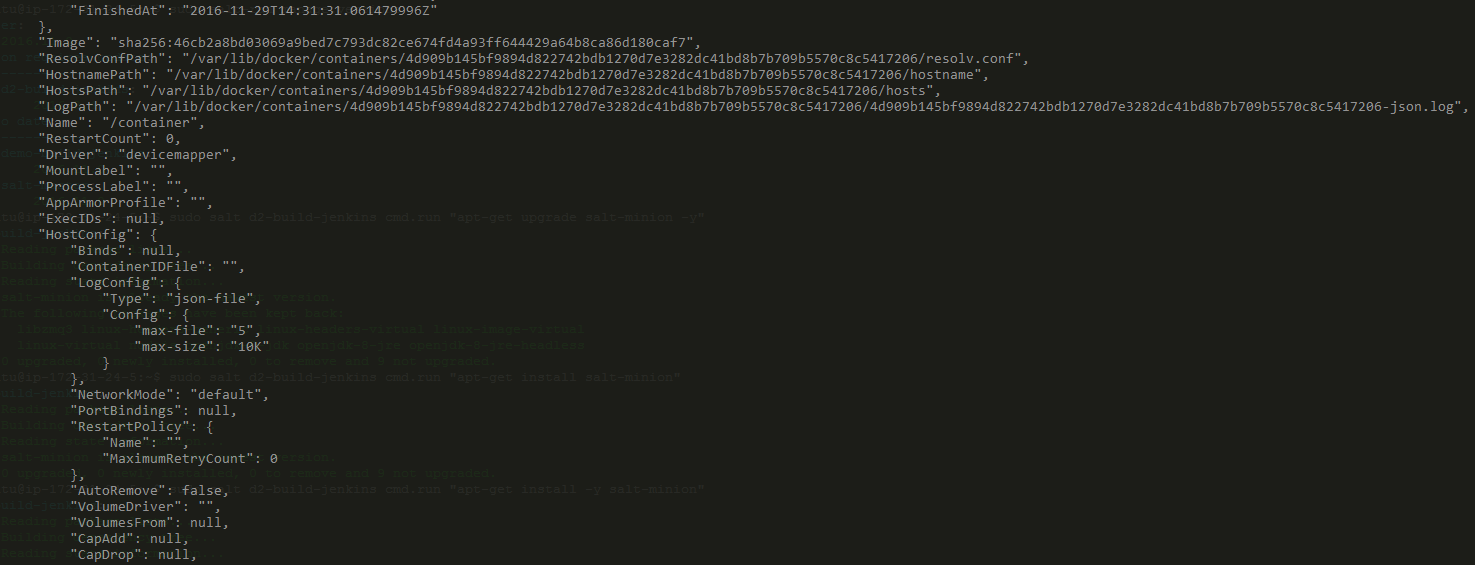 "FinishedAt": "2016-11-29T14:31:31.061479996Z"
    },
    "Image": "sha256:46cb2a8bd03069a9bed7c793dc82ce674fd4a93ff644429a64b8ca86d180caf7",
    "ResolvConfPath": "/var/lib/docker/containers/4d909b145bf9894d822742bdb1270d7e3282dc41bd8b7b709b5570c8c5417206/resolv.conf",
    "HostnamePath": "/var/lib/docker/containers/4d909b145bf9894d822742bdb1270d7e3282dc41bd8b7b709b5570c8c5417206/hostname",
    "HostsPath": "/var/lib/docker/containers/4d909b145bf9894d822742bdb1270d7e3282dc41bd8b7b709b5570c8c5417206/hosts",
    "LogPath": "/var/lib/docker/containers/4d909b145bf9894d822742bdb1270d7e3282dc41bd8b7b709b5570c8c5417206/4d909b145bf9894d822742bdb1270d7e3282dc41bd8b7b709b5570c8c5417206-json.log",
    "Name": "/container",
    "RestartCount": 0,
    "Driver": "devicemapper",
    "MountLabel": "",
    "ProcessLabel": "",
    "AppArmorProfile": "",
    "ExecIDs": null,
    "HostConfig": {
        "Binds": null,
        "ContainerIDFile": "",
        "LogConfig": {
            "Type": "json-file",
            "Config": {
                "max-file": "5",
                "max-size": "10K"
            }
        },
        "NetworkMode": "default",
        "PortBindings": null,
        "RestartPolicy": {
            "Name": "",
            "MaximumRetryCount": 0
        },
        "AutoRemove": false,
        "VolumeDriver": "",
        "VolumesFrom": null,
        "CapAdd": null,
        "CapDrop": null,